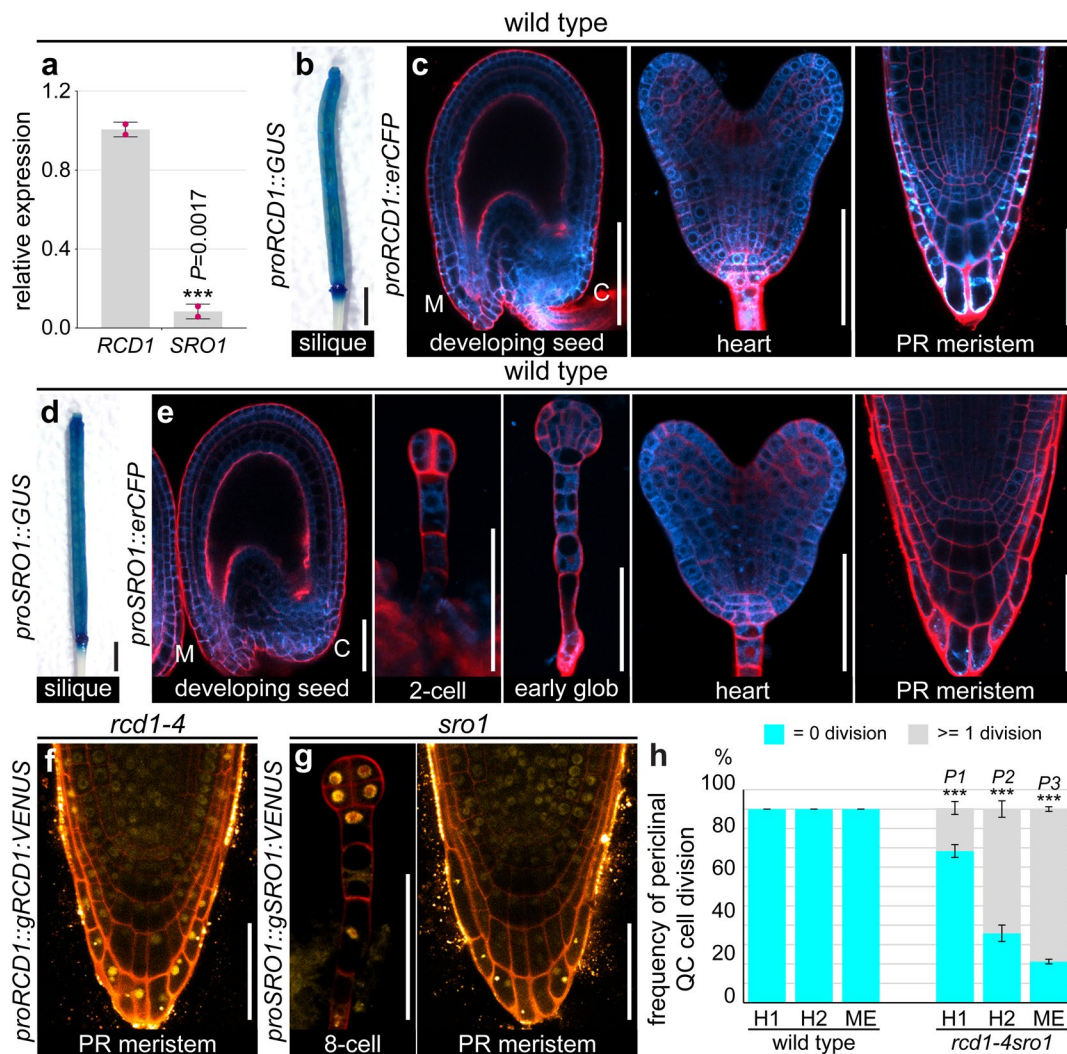 wild type
a
relative expression
1.2
0.8
0.4
0.0
P=0.0017
***
RCD1 SRO1
b
proRCD1::GUS
silique
c
proRCD1::erCFP
M
C
developing seed
heart
PR meristem
wild type
d
proSRO1::GUS
silique
e
proSRO1::erCFP
M
C
developing seed
2-cell
early glob
heart
PR meristem
rcd1-4
f
proRCD1::gRCD1:VENUS
PR meristem
sro1
g
proSRO1::gSRO1:VENUS
8-cell
PR meristem
= 0 division >= 1 division
h
%
frequency of periclinal
QC cell division
100
80
60
40
20
0
P1 P2 P3
*** *** ***
H1 H2 ME H1 H2 ME
wild type rcd1-4sro1